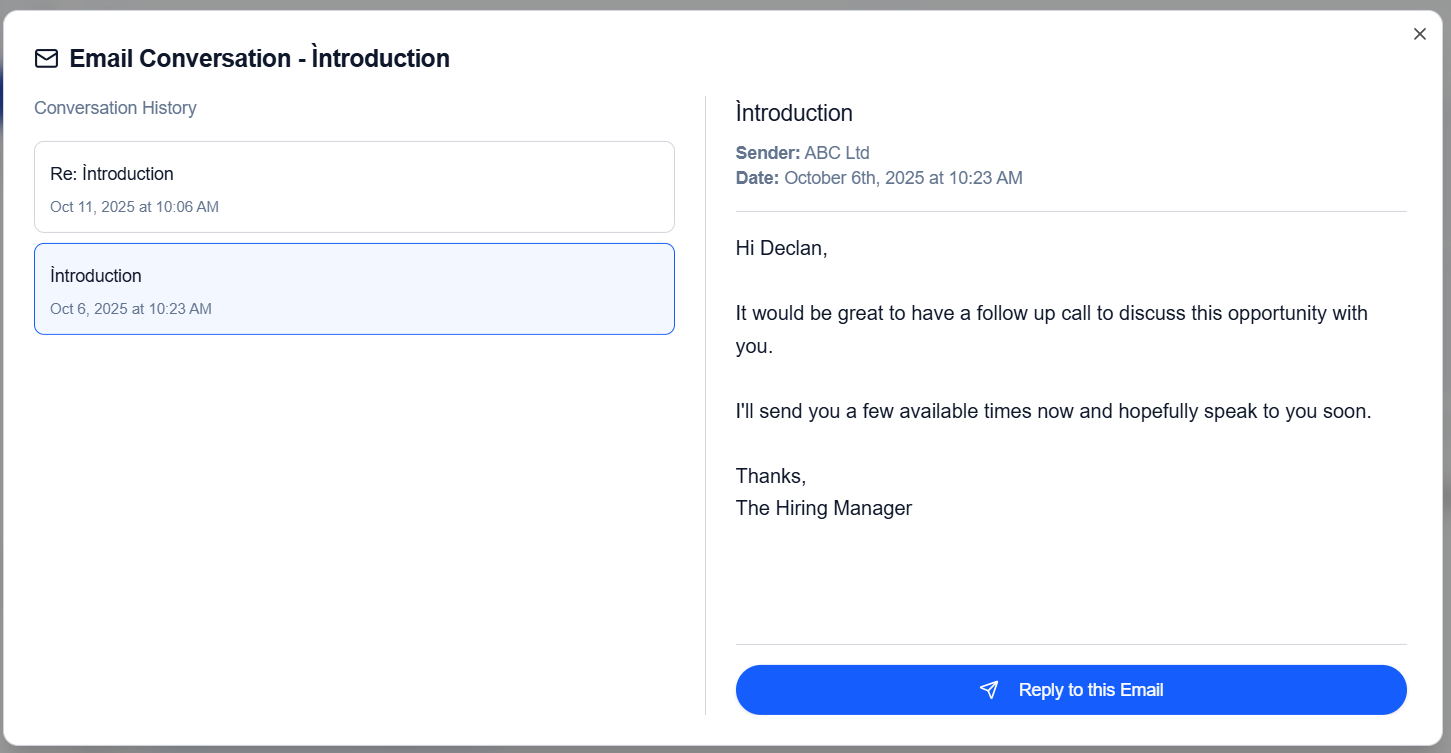 Email Conversation - Ìntroduction
Conversation History
Re: Ìntroduction
Oct 11, 2025 at 10:06 AM
Ìntroduction
Oct 6, 2025 at 10:23 AM
Ìntroduction
Sender: ABC Ltd
Date: October 6th, 2025 at 10:23 AM
Hi Declan,
It would be great to have a follow up call to discuss this opportunity with
you.
I'll send you a few available times now and hopefully speak to you soon.
Thanks,
The Hiring Manager
Reply to this Email